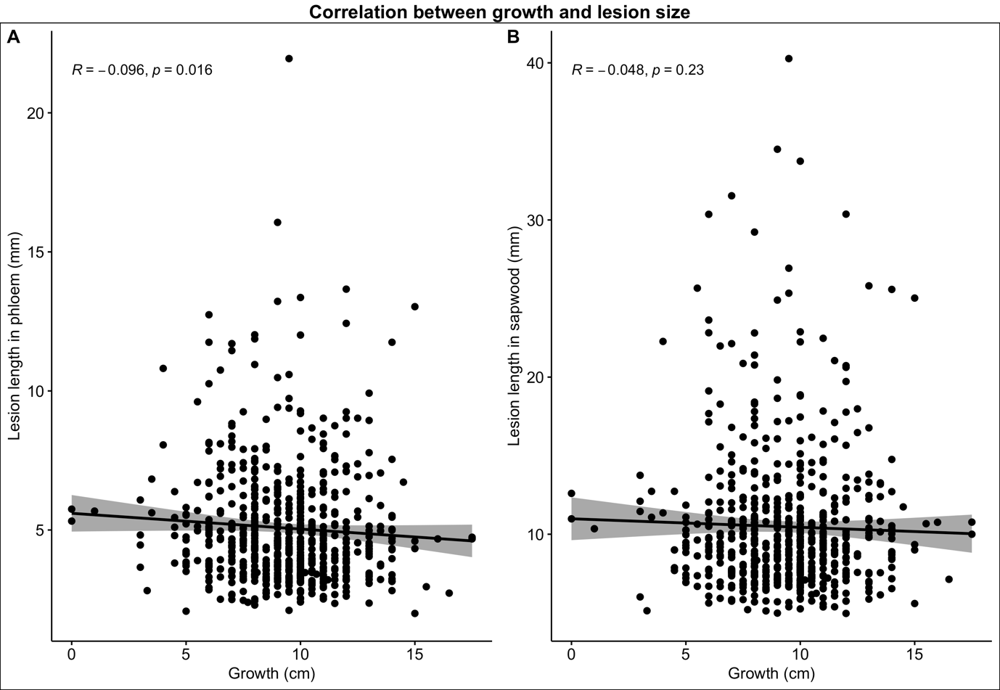 Correlation between growth and lesion size
A
R = −0.096, p = 0.016
20
15
10
5
Lesion length in phloem (mm)
0 5 10 15
Growth (cm)
B
R = −0.048, p = 0.23
40
30
20
10
Lesion length in sapwood (mm)
0 5 10 15
Growth (cm)